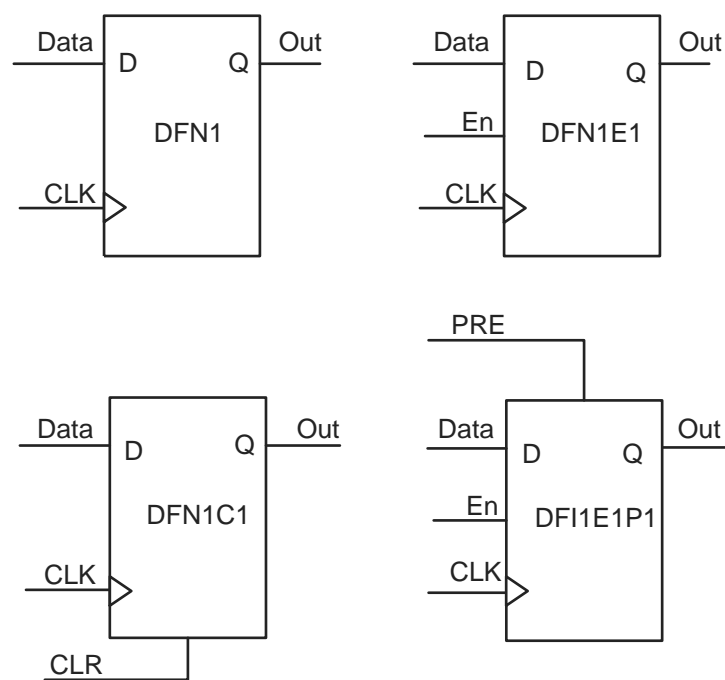 Data
Out
D
Q
DFN1
CLK
Data
Out
D
Q
En
DFN1E1
CLK
Data
Out
D
Q
DFN1C1
CLK
CLR
PRE
Data
Out
D
Q
En
DFI1E1P1
CLK